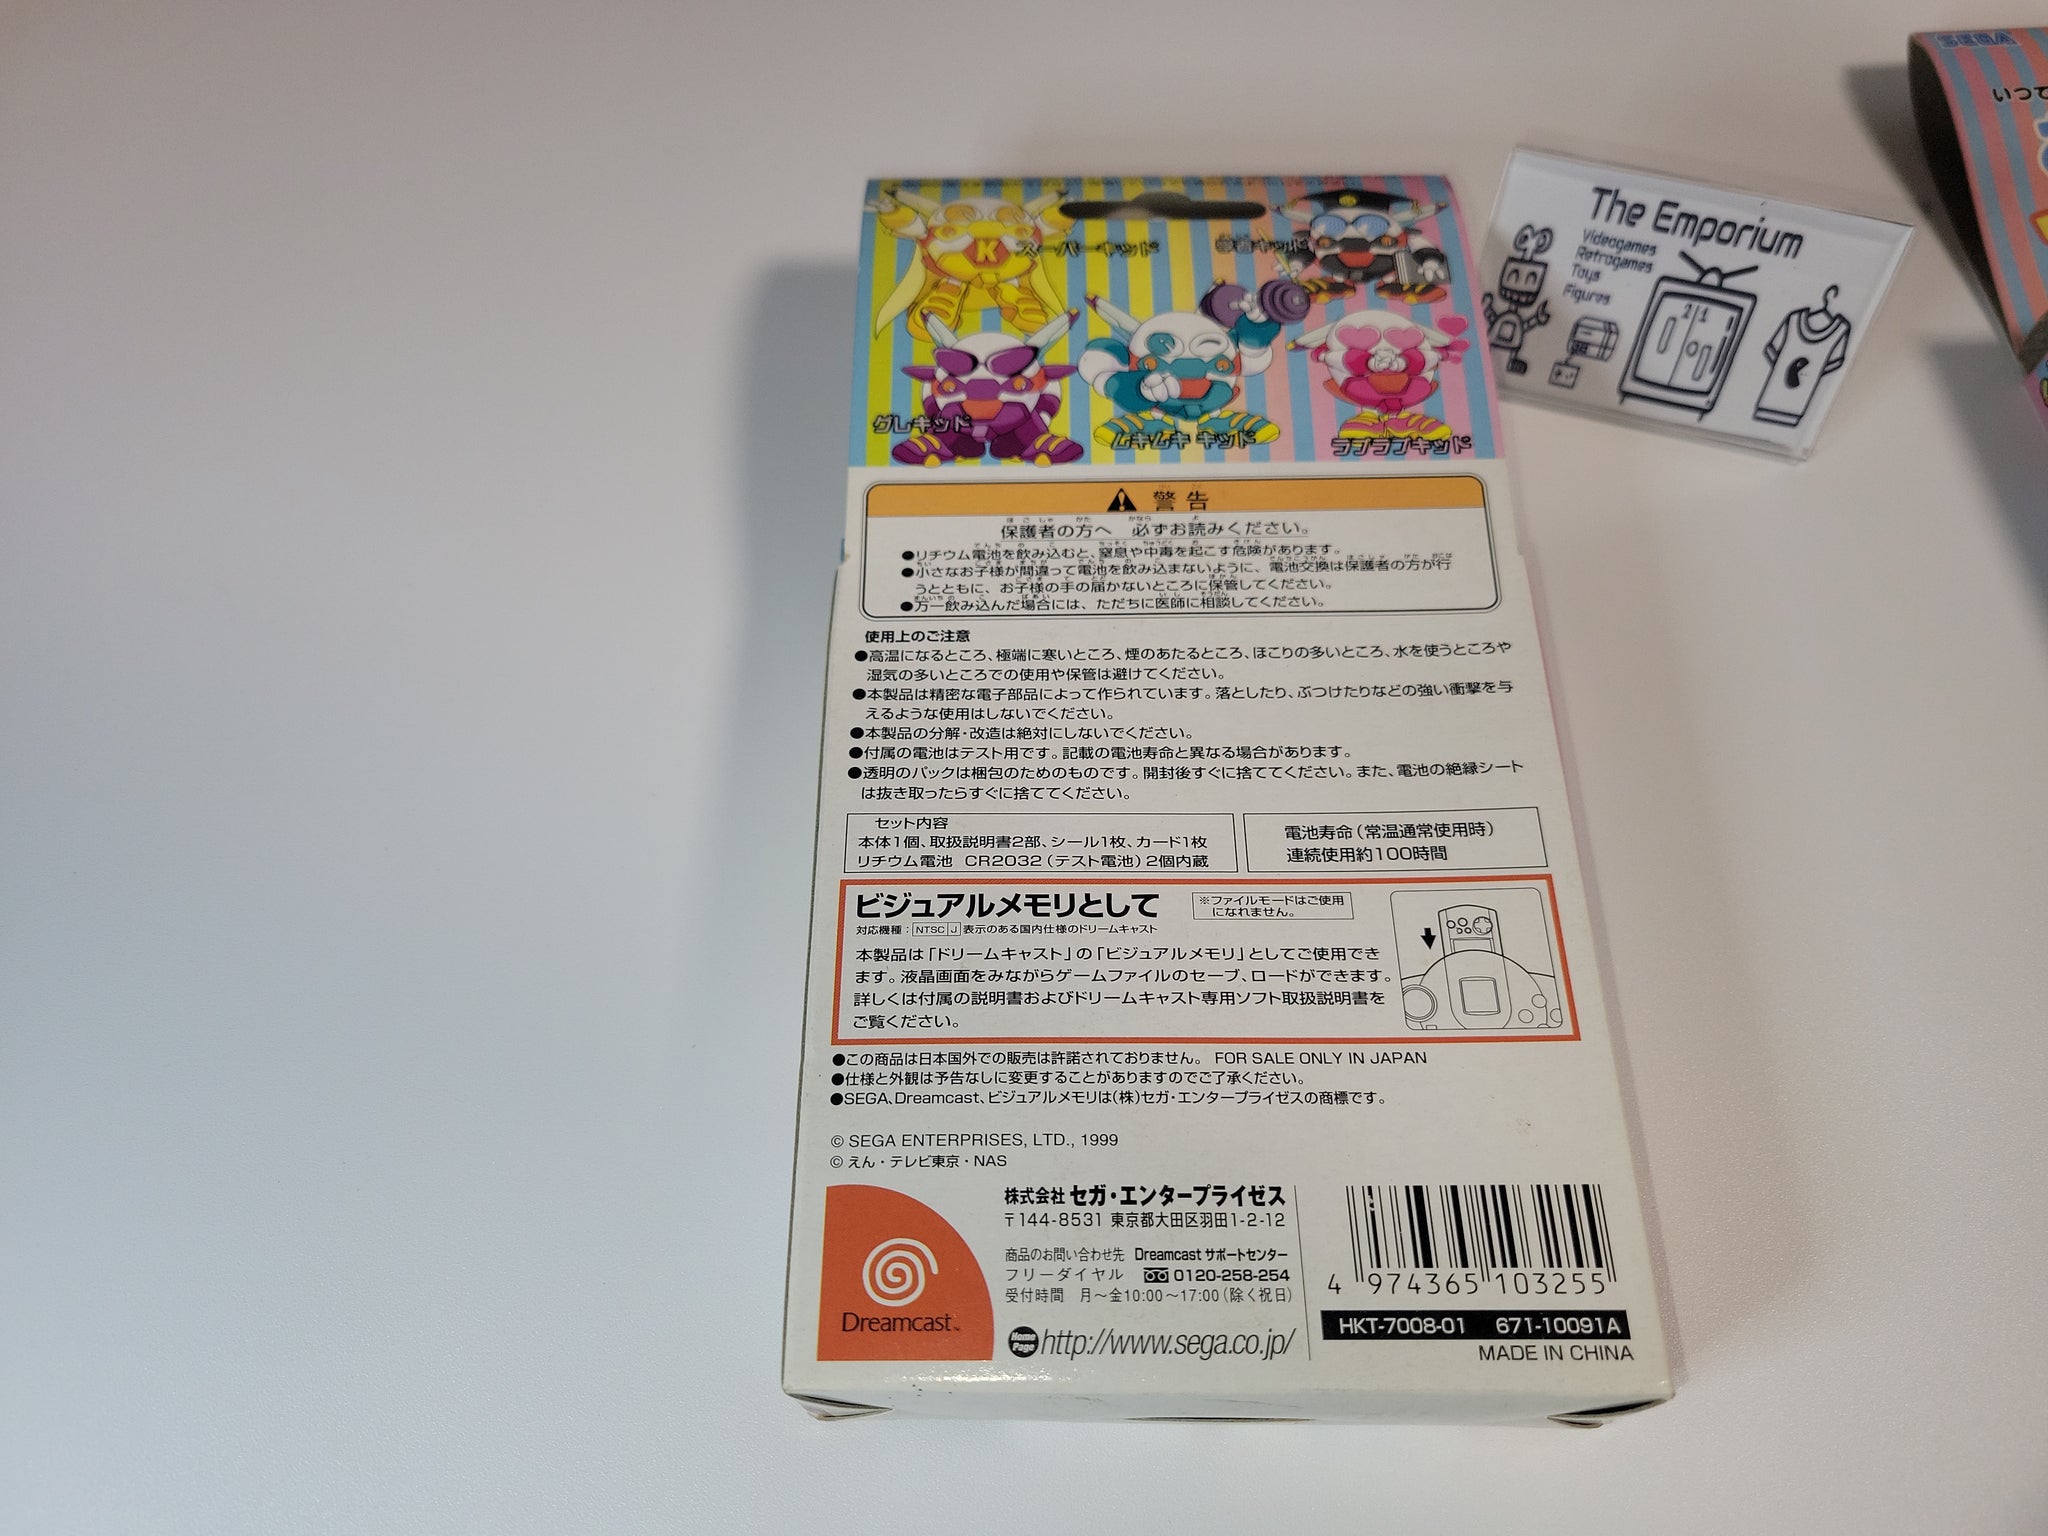 SEGA
いつで
The Emporium
Videogames
Retrogames
Toys
Figures
21
K
スーパーキッド
学者キッド
グレキッド
ムキムキ キッド
ラブラブキッド
警告
保護者の方へ 必ずお読みください。
●リチウム電池を飲み込むと、窒息や中毒を起こす危険があります。
●小さなお子様が間違って電池を飲み込まないように、電池交換は保護者の方が行
うとともに、お子様の手の届かないところに保管してください。
●万一飲み込んだ場合には、ただちに医師に相談してください。
使用上のご注意
●高温になるところ、極端に寒いところ、煙のあたるところ、ほこりの多いところ、水を使うところや
湿気の多いところでの使用や保管は避けてください。
●本製品は精密な電子部品によって作られています。落としたり、ぶつけたりなどの強い衝撃を与
えるような使用はしないでください。
●本製品の分解・改造は絶対にしないでください。
●付属の電池はテスト用です。記載の電池寿命と異なる場合があります。
●透明のパックは梱包のためのものです。開封後すぐに捨ててください。また、電池の絶縁シート
は抜き取ったらすぐに捨ててください。
セット内容
本体1個、取扱説明書2部、シール1枚、カード1枚
リチウム電池 CR2032(テスト電池)2個内蔵
電池寿命(常温通常使用時)
連続使用約100時間
ビジュアルメモリとして
※ファイルモードはご使用
になれません。
対応機種：NTSC J 表示のある国内仕様のドリームキャスト
本製品は「ドリームキャスト」の「ビジュアルメモリ」としてご使用でき
ます。液晶画面をみながらゲームファイルのセーブ、ロードができます。
詳しくは付属の説明書およびドリームキャスト専用ソフト取扱説明書を
ご覧ください。
●この商品は日本国外での販売は許諾されておりません。 FOR SALE ONLY IN JAPAN
●仕様と外観は予告なしに変更することがありますのでご了承ください。
●SEGA、Dreamcast、ビジュアルメモリは(株)セガ・エンタープライゼスの商標です。
© SEGA ENTERPRISES, LTD., 1999
© えん・テレビ東京・NAS
Dreamcast™
株式会社 セガ・エンタープライゼス
〒144-8531 東京都大田区羽田1-2-12
商品のお問い合わせ先 Dreamcast サポートセンター
フリーダイヤル 0120-258-254
受付時間 月〜金10:00〜17:00(除く祝日)
Home Page http://www.sega.co.jp/
4 974365 103255
HKT-7008-01 671-10091A
MADE IN CHINA